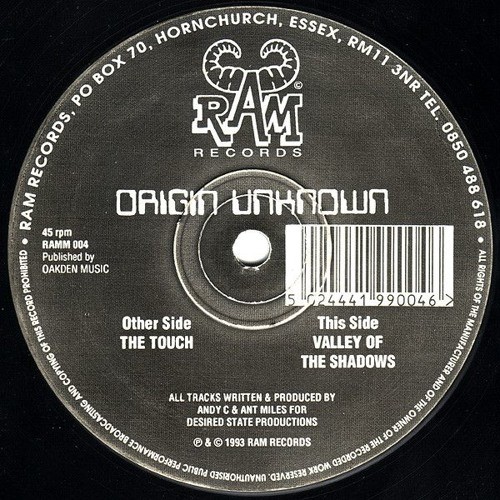 RAM RECORDS, PO BOX 70, HORNCHURCH, ESSEX, RM11 3NR TEL. 0850 488 618
RAM ©
RECORDS
ORIGIN UNKNOWN
45 rpm
RAMM 004
Published by
OAKDEN MUSIC
5 024441 990046 >
Other Side
THE TOUCH
This Side
VALLEY OF
THE SHADOWS
ALL TRACKS WRITTEN & PRODUCED BY
ANDY C & ANT MILES FOR
DESIRED STATE PRODUCTIONS
℗ & © 1993 RAM RECORDS
• ALL RIGHTS OF THE MANUFACTURER AND OF THE OWNER OF THE RECORDED WORK RESERVED. UNAUTHORISED PUBLIC PERFORMANCE BROADCASTING AND COPYING OF THIS RECORD PROHIBITED •